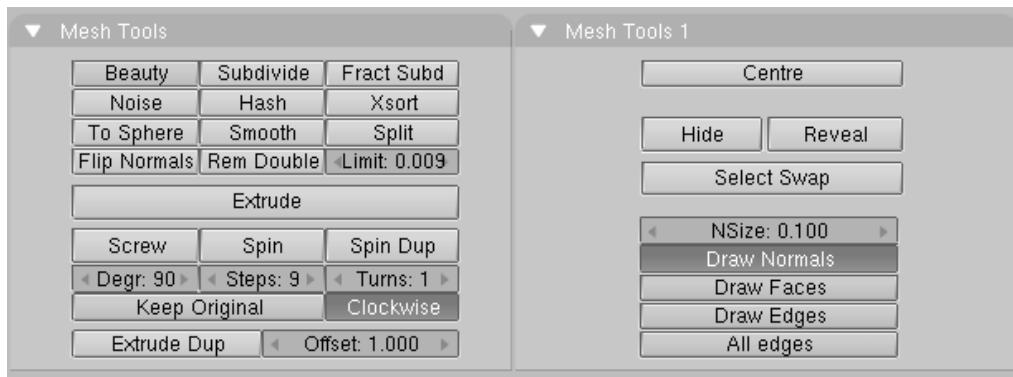 Mesh Tools
Beauty Subdivide Fract Subd
Noise Hash Xsort
To Sphere Smooth Split
Flip Normals Rem Double Limit: 0.009
Extrude
Screw Spin Spin Dup
Degr: 90 Steps: 9 Turns: 1
Keep Original Clockwise
Extrude Dup Offset: 1.000
Mesh Tools 1
Centre
Hide Reveal
Select Swap
NSize: 0.100
Draw Normals
Draw Faces
Draw Edges
All edges